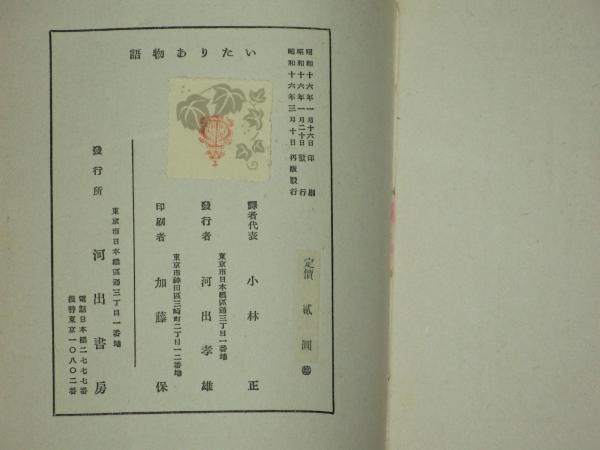 昭和十六年一月十六日印刷
昭和十六年一月二十日發行
昭和十六年三月十日再版發行
いたりあ物語
定價 貳圓
譯者代表 小林正
東京市日本橋區通三丁目一番地
發行者 河出孝雄
東京市神田區三崎町二丁目一二番地
印刷者 加藤保
東京市日本橋區通三丁目一番地
發行所 河出書房
電話日本橋二七七七番
振替東京一〇八〇二番